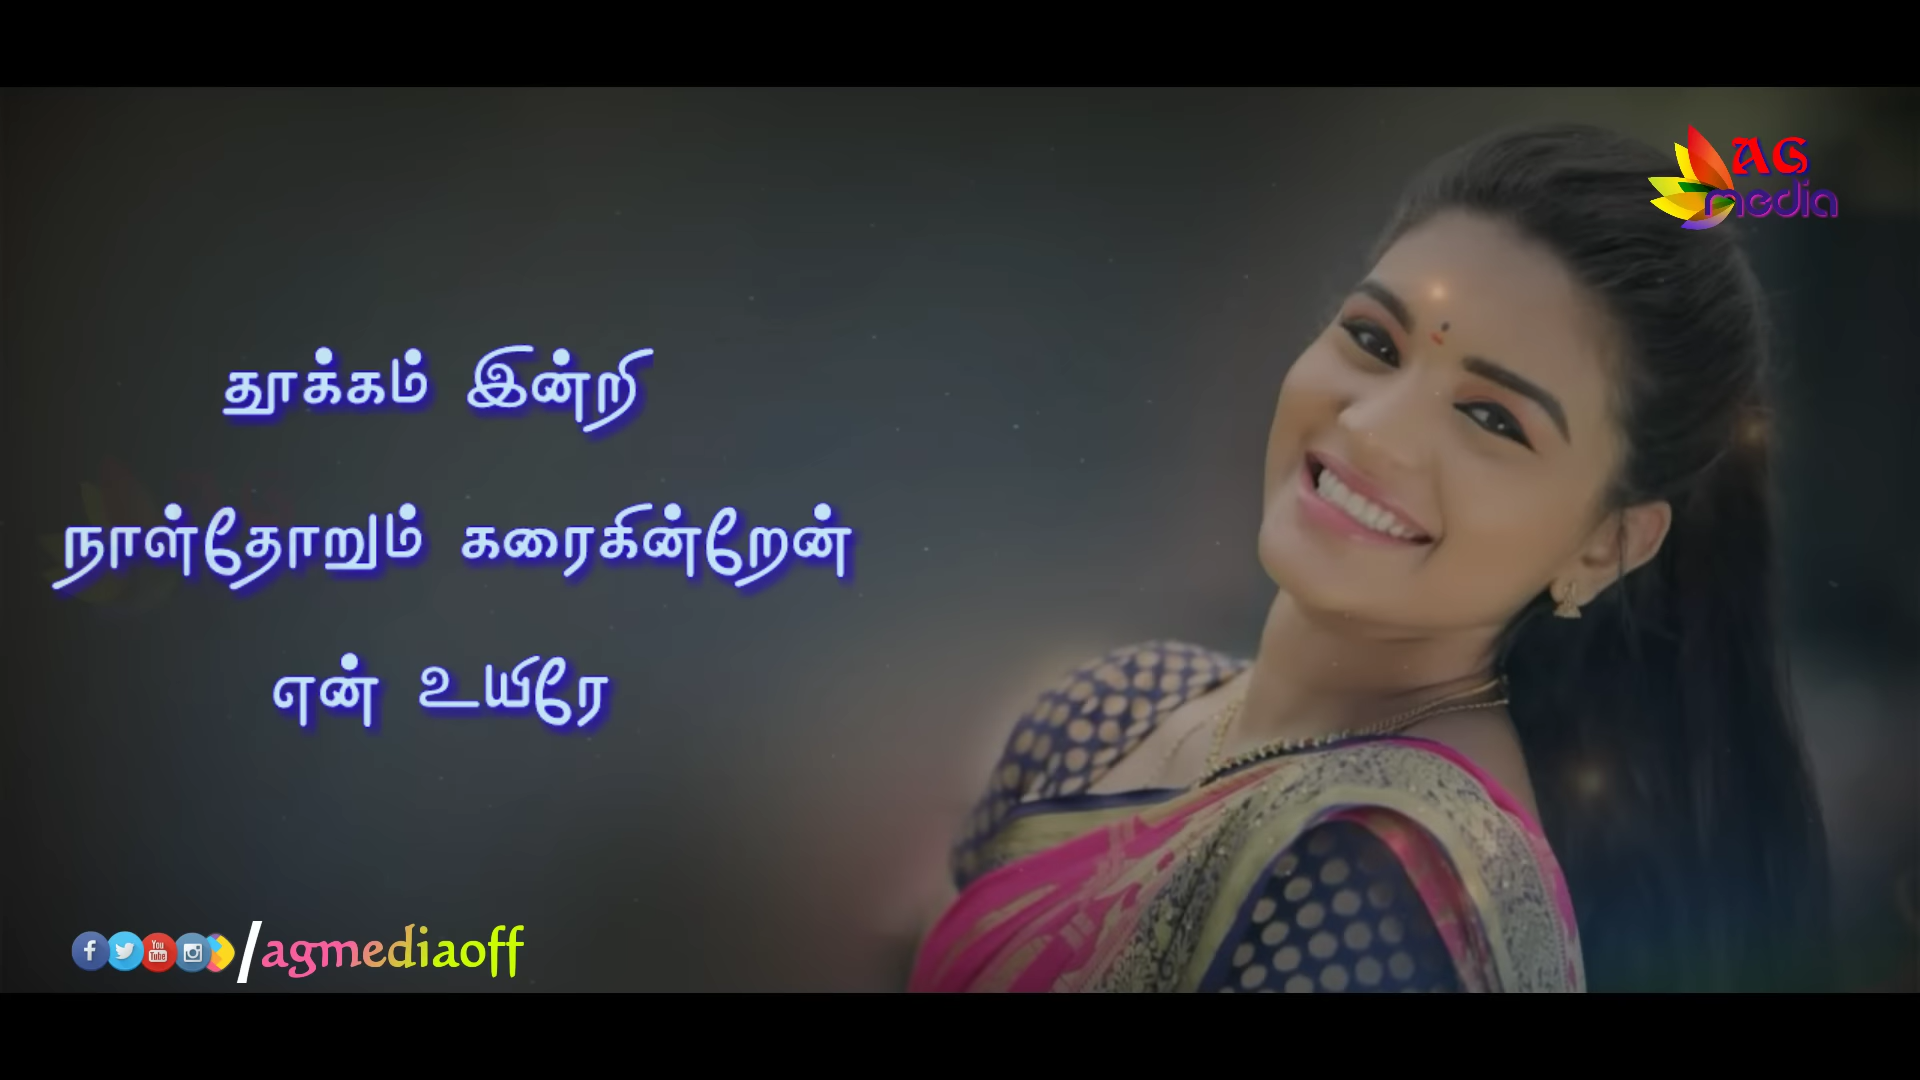 AG
media
தூக்கம் இன்றி
நாள்தோறும் கரைகின்றேன்
என் உயிரே
/agmediaoff